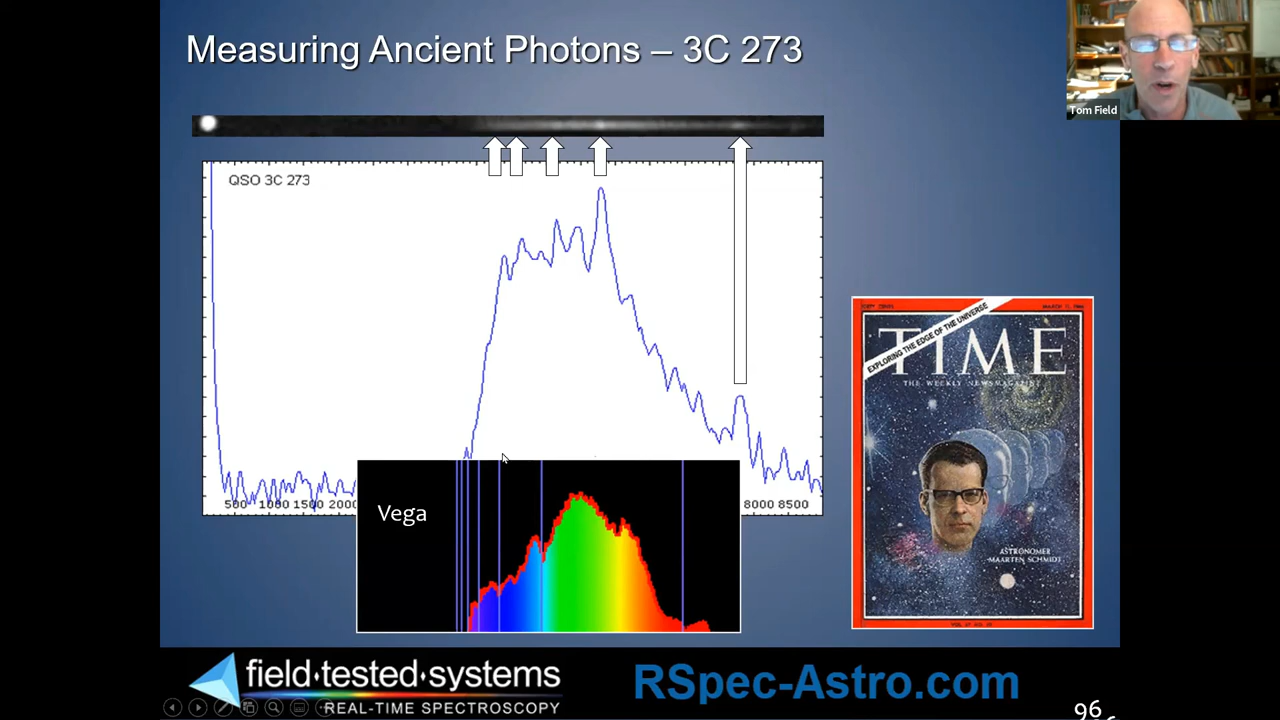 Measuring Ancient Photons – 3C 273
Tom Field
QSO 3C 273
500 1000 1500 2000
8000 8500
Vega
EXPLORING THE EDGE OF THE UNIVERSE
TIME
THE WEEKLY NEWSMAGAZINE
ASTRONOMER
MAARTEN SCHMIDT
field·tested·systems
REAL-TIME SPECTROSCOPY
RSpec-Astro.com
96